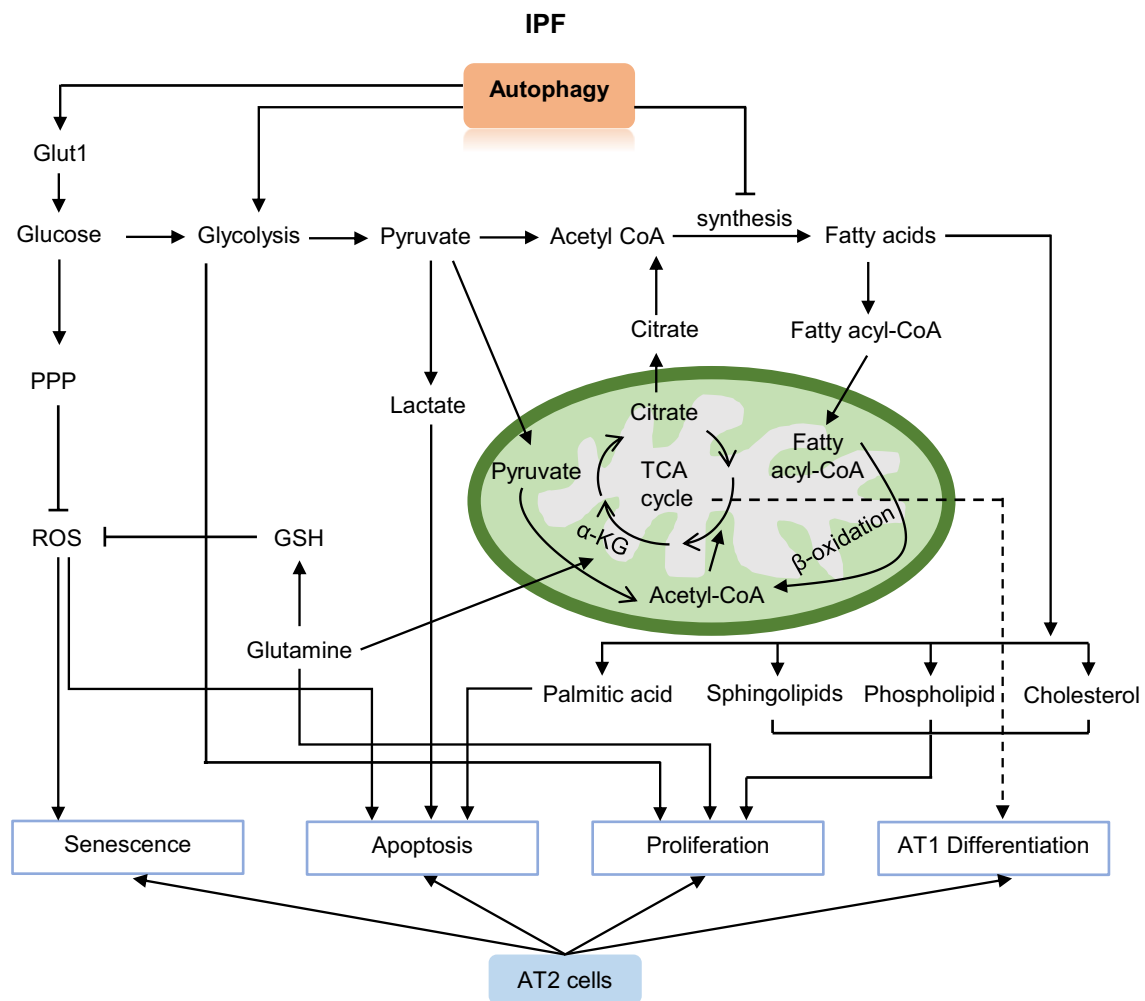 IPF
Autophagy
Glut1
Glucose
Glycolysis
Pyruvate
Acetyl CoA
synthesis
Fatty acids
Citrate
Fatty acyl-CoA
PPP
Lactate
Citrate
Pyruvate
TCA
cycle
Fatty
acyl-CoA
ROS
GSH
α-KG
β-oxidation
Acetyl-CoA
Glutamine
Palmitic acid
Sphingolipids
Phospholipid
Cholesterol
Senescence
Apoptosis
Proliferation
AT1 Differentiation
AT2 cells